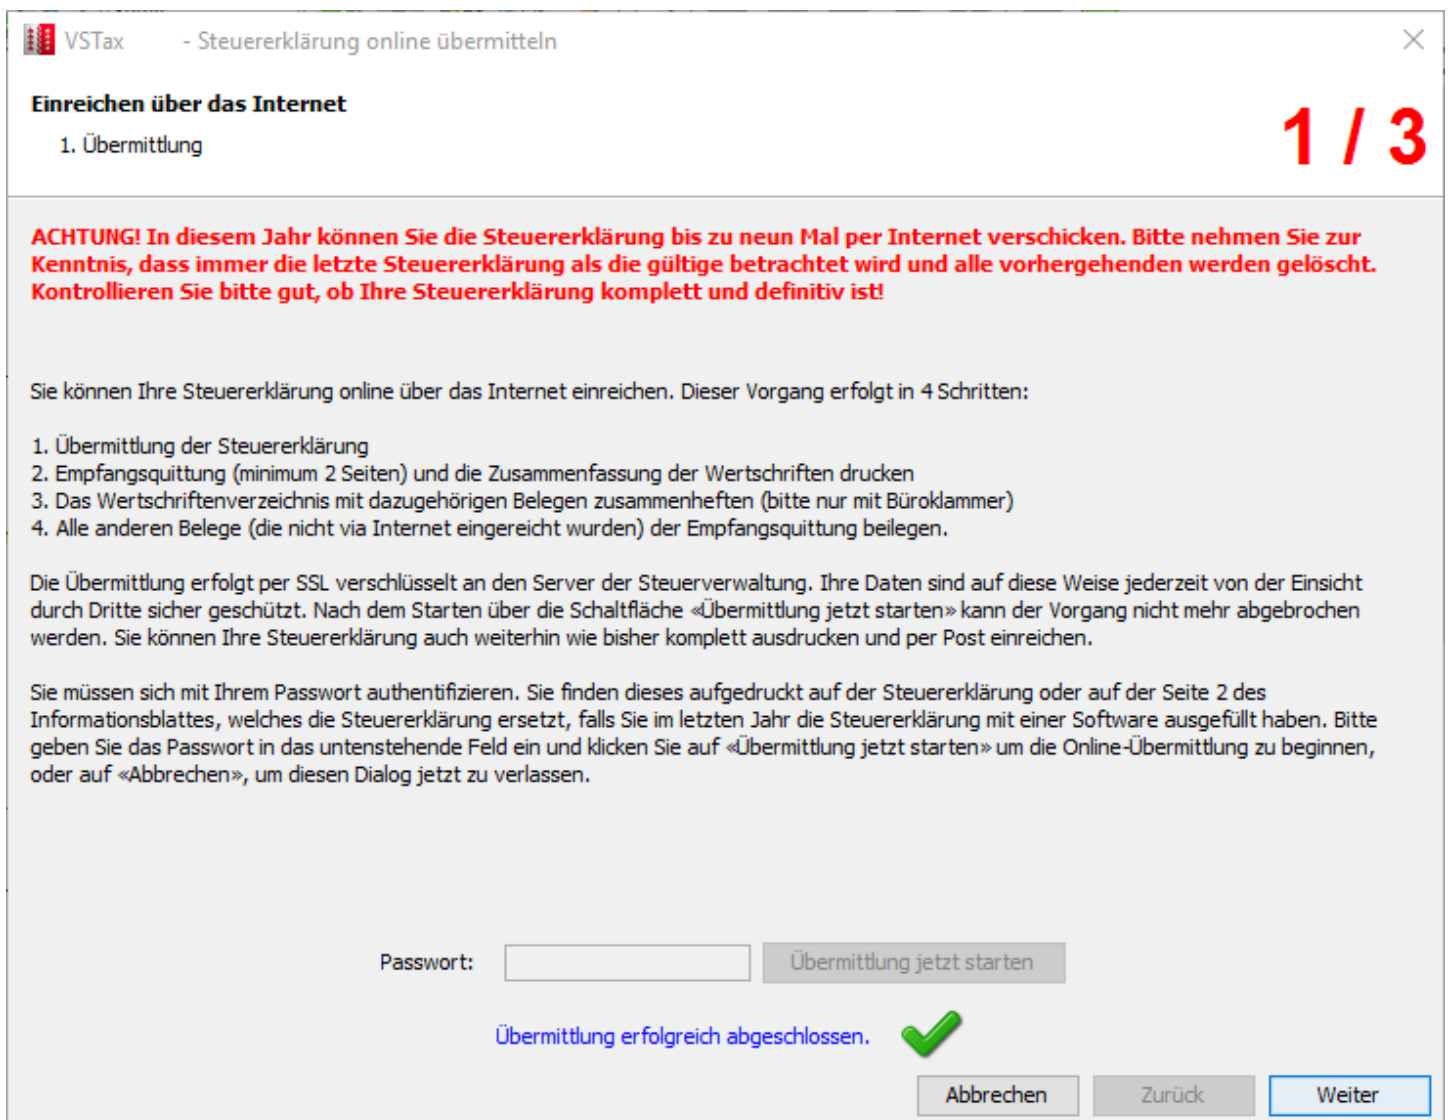 VSTax - Steuererklärung online übermitteln
Einreichen über das Internet
1. Übermittlung
1 / 3
ACHTUNG! In diesem Jahr können Sie die Steuererklärung bis zu neun Mal per Internet verschicken. Bitte nehmen Sie zur
Kenntnis, dass immer die letzte Steuererklärung als die gültige betrachtet wird und alle vorhergehenden werden gelöscht.
Kontrollieren Sie bitte gut, ob Ihre Steuererklärung komplett und definitiv ist!
Sie können Ihre Steuererklärung online über das Internet einreichen. Dieser Vorgang erfolgt in 4 Schritten:
1. Übermittlung der Steuererklärung
2. Empfangsquittung (minimum 2 Seiten) und die Zusammenfassung der Wertschriften drucken
3. Das Wertschriftenverzeichnis mit dazugehörigen Belegen zusammenheften (bitte nur mit Büroklammer)
4. Alle anderen Belege (die nicht via Internet eingereicht wurden) der Empfangsquittung beilegen.
Die Übermittlung erfolgt per SSL verschlüsselt an den Server der Steuerverwaltung. Ihre Daten sind auf diese Weise jederzeit von der Einsicht
durch Dritte sicher geschützt. Nach dem Starten über die Schaltfläche «Übermittlung jetzt starten» kann der Vorgang nicht mehr abgebrochen
werden. Sie können Ihre Steuererklärung auch weiterhin wie bisher komplett ausdrucken und per Post einreichen.
Sie müssen sich mit Ihrem Passwort authentifizieren. Sie finden dieses aufgedruckt auf der Steuererklärung oder auf der Seite 2 des
Informationsblattes, welches die Steuererklärung ersetzt, falls Sie im letzten Jahr die Steuererklärung mit einer Software ausgefüllt haben. Bitte
geben Sie das Passwort in das untenstehende Feld ein und klicken Sie auf «Übermittlung jetzt starten» um die Online-Übermittlung zu beginnen,
oder auf «Abbrechen», um diesen Dialog jetzt zu verlassen.
Passwort: Übermittlung jetzt starten
Übermittlung erfolgreich abgeschlossen.
Abbrechen Zurück Weiter